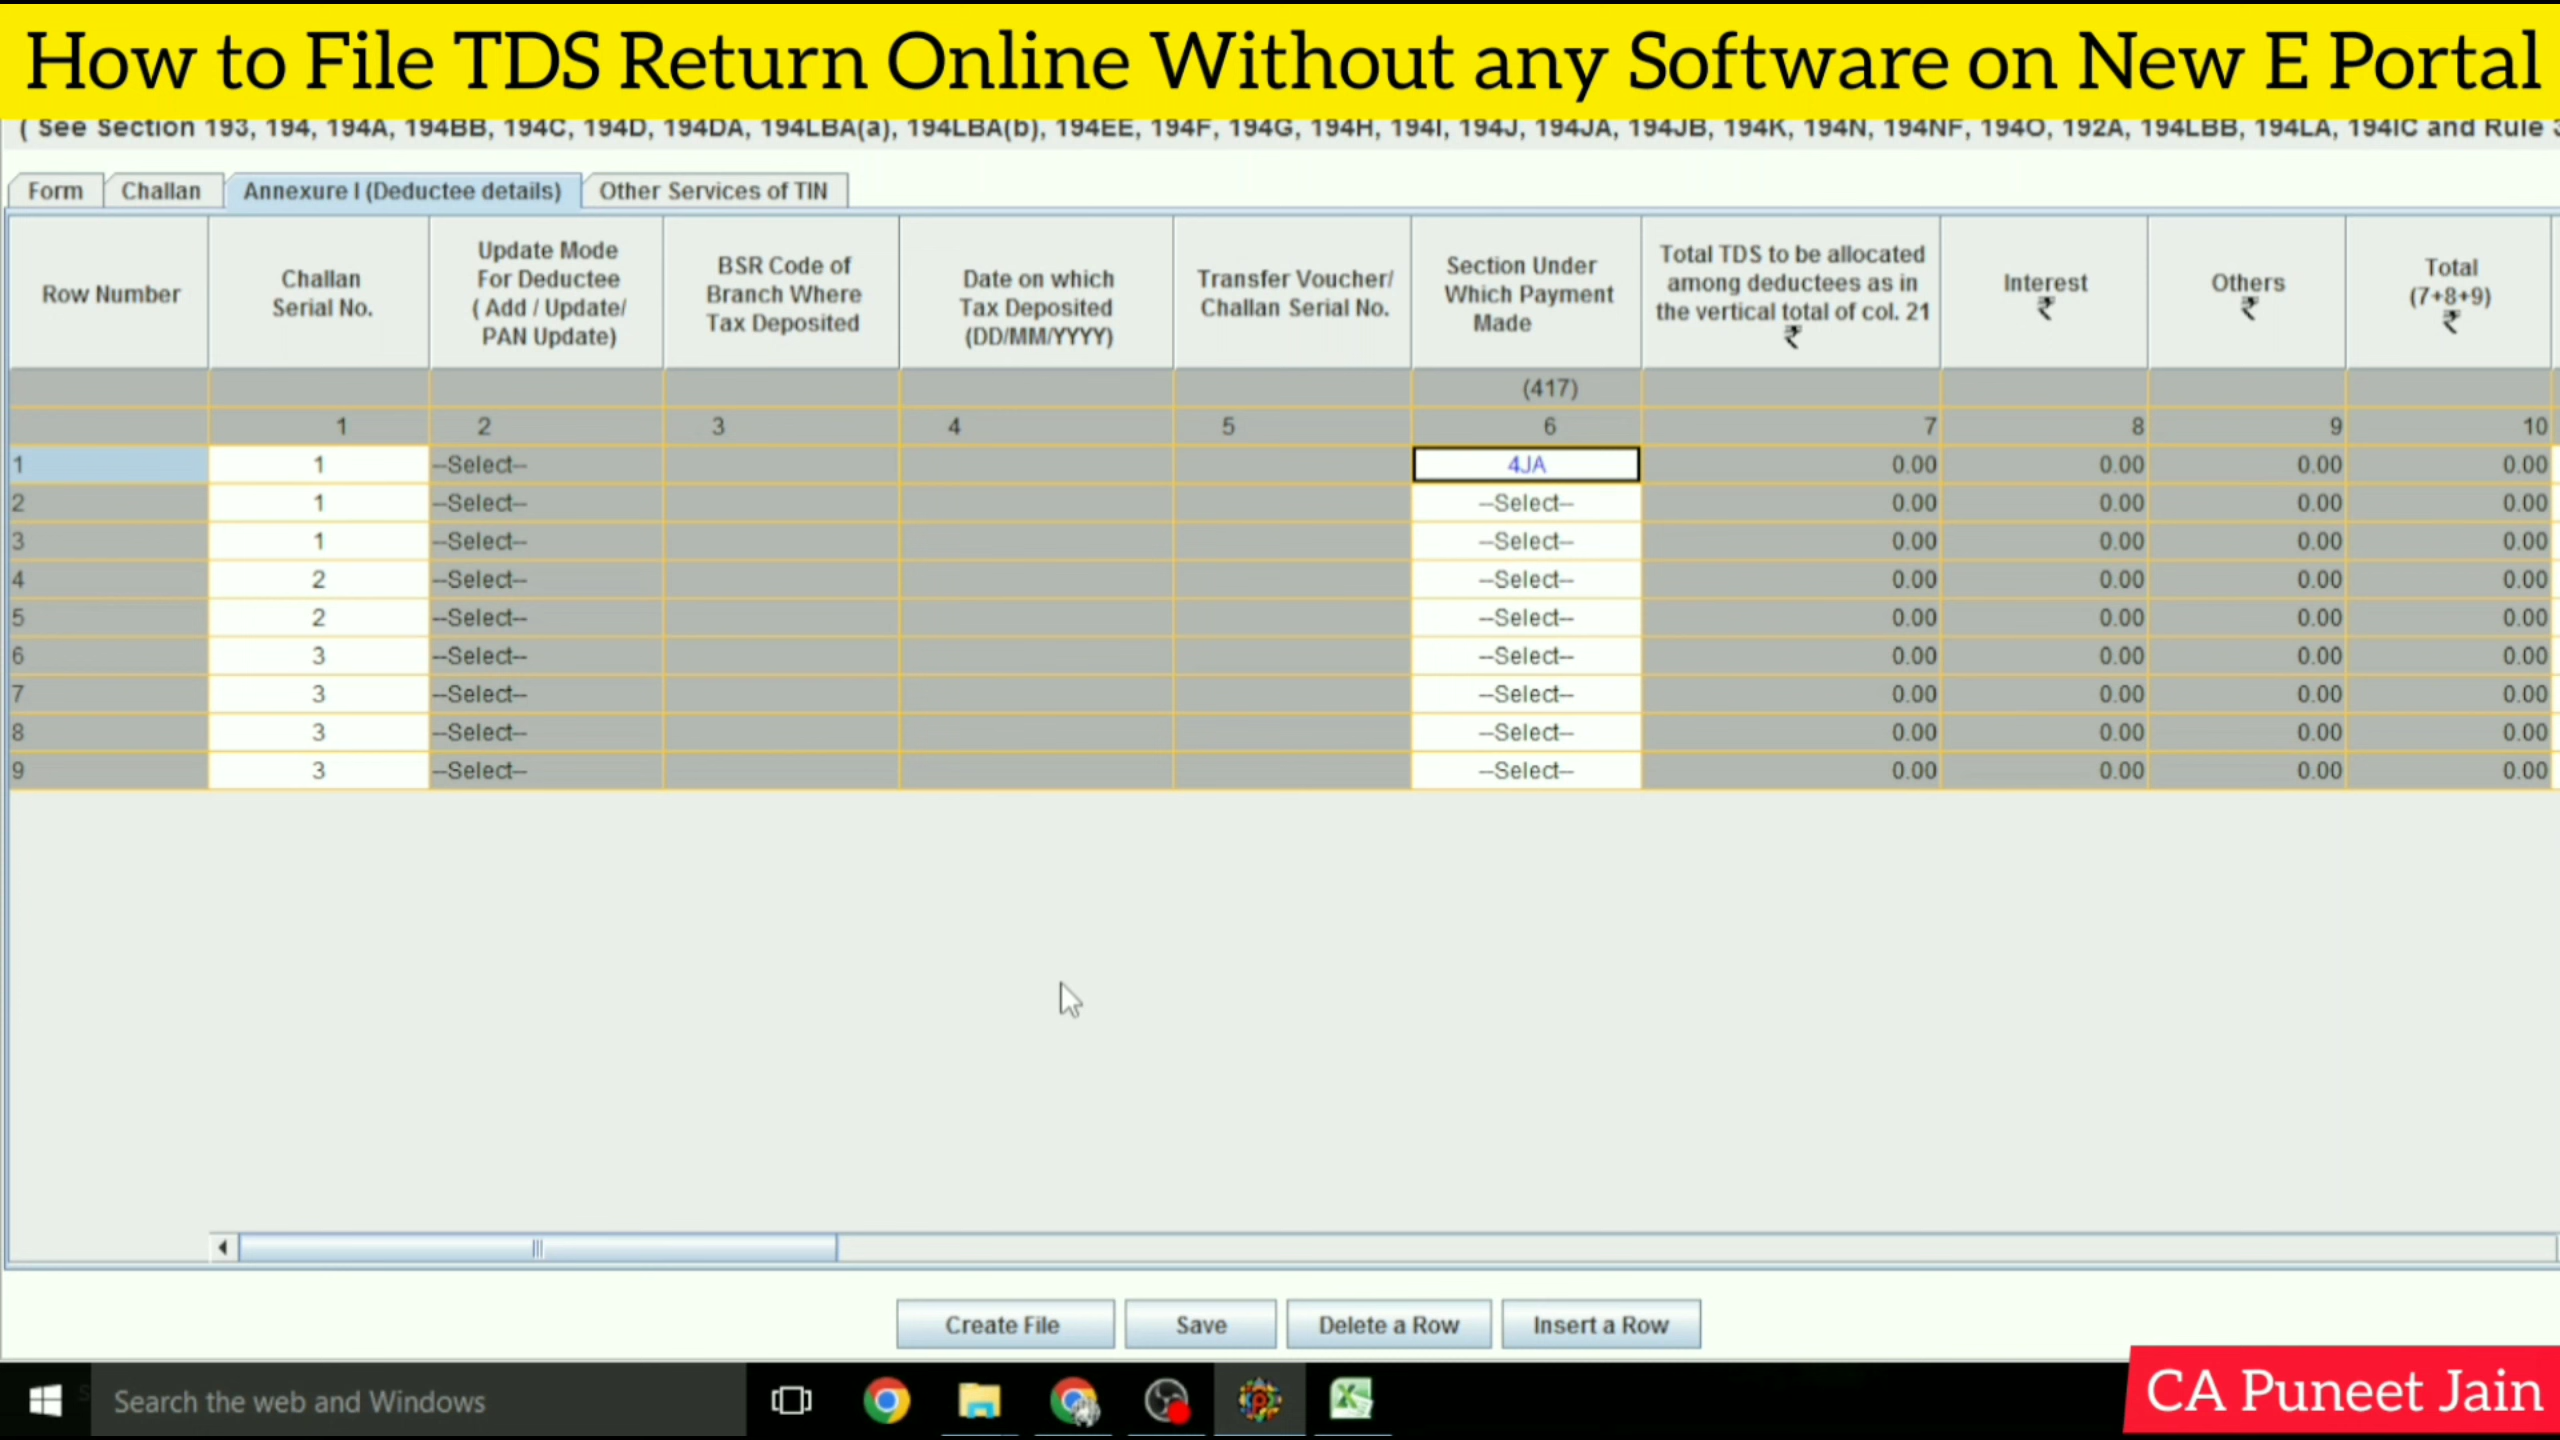 How to File TDS Return Online Without any Software on New E Portal
( See Section 193, 194, 194A, 194BB, 194C, 194D, 194DA, 194LBA(a), 194LBA(b), 194EE, 194F, 194G, 194H, 194I, 194J, 194JA, 194JB, 194K, 194N, 194NF, 194O, 192A, 194LBB, 194LA, 194IC and Rule
Form Challan Annexure I (Deductee details) Other Services of TIN
Row Number
Challan
Serial No.
Update Mode
For Deductee
( Add / Update/
PAN Update)
BSR Code of
Branch Where
Tax Deposited
Date on which
Tax Deposited
(DD/MM/YYYY)
Transfer Voucher/
Challan Serial No.
Section Under
Which Payment
Made
Total TDS to be allocated
among deductees as in
the vertical total of col. 21
₹
Interest
₹
Others
₹
Total
(7+8+9)
₹
(417)
1 2 3 4 5 6 7 8 9 10
1 1 --Select-- 4JA 0.00 0.00 0.00 0.00
2 1 --Select-- --Select-- 0.00 0.00 0.00 0.00
3 1 --Select-- --Select-- 0.00 0.00 0.00 0.00
4 2 --Select-- --Select-- 0.00 0.00 0.00 0.00
5 2 --Select-- --Select-- 0.00 0.00 0.00 0.00
6 3 --Select-- --Select-- 0.00 0.00 0.00 0.00
7 3 --Select-- --Select-- 0.00 0.00 0.00 0.00
8 3 --Select-- --Select-- 0.00 0.00 0.00 0.00
9 3 --Select-- --Select-- 0.00 0.00 0.00 0.00
Create File Save Delete a Row Insert a Row
Search the web and Windows
CA Puneet Jain